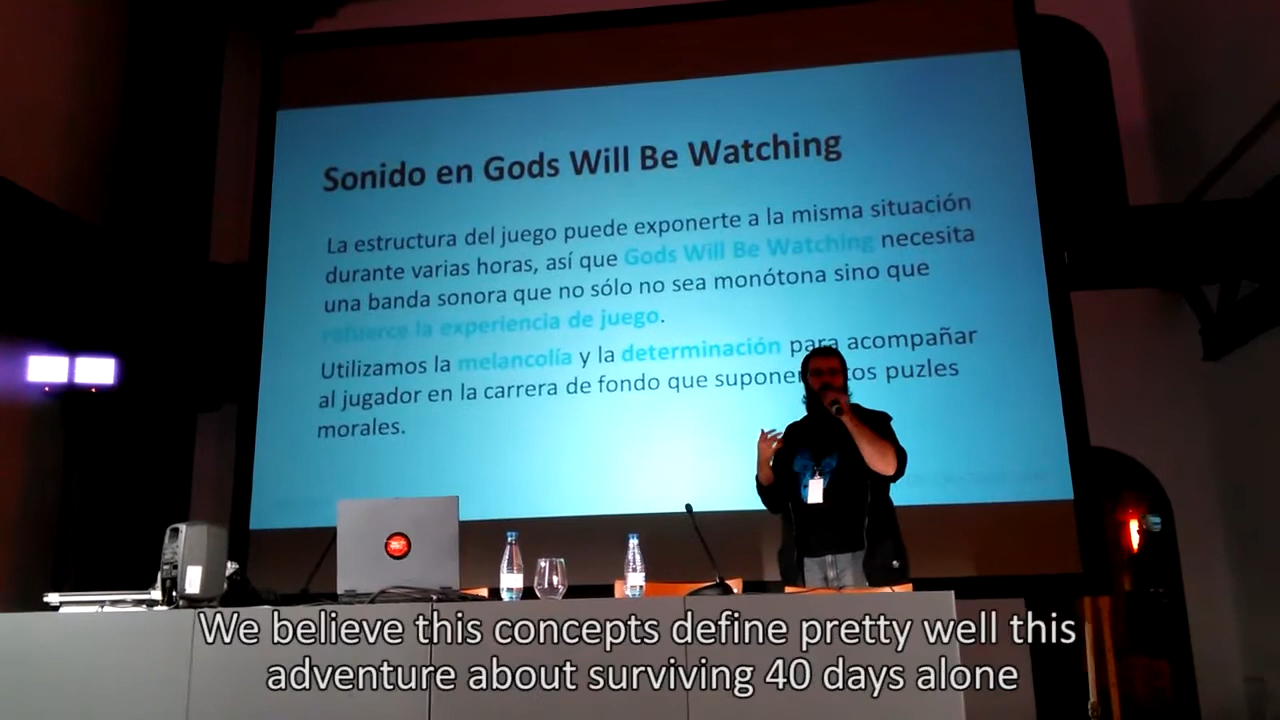 Sonido en Gods Will Be Watching
La estructura del juego puede exponerte a la misma situación
durante varias horas, así que Gods Will Be Watching necesita
una banda sonora que no sólo no sea monótona sino que
refuerce la experiencia de juego.
Utilizamos la melancolía y la determinación para acompañar
al jugador en la carrera de fondo que suponen puzles
morales.
We believe this concepts define pretty well this
adventure about surviving 40 days alone